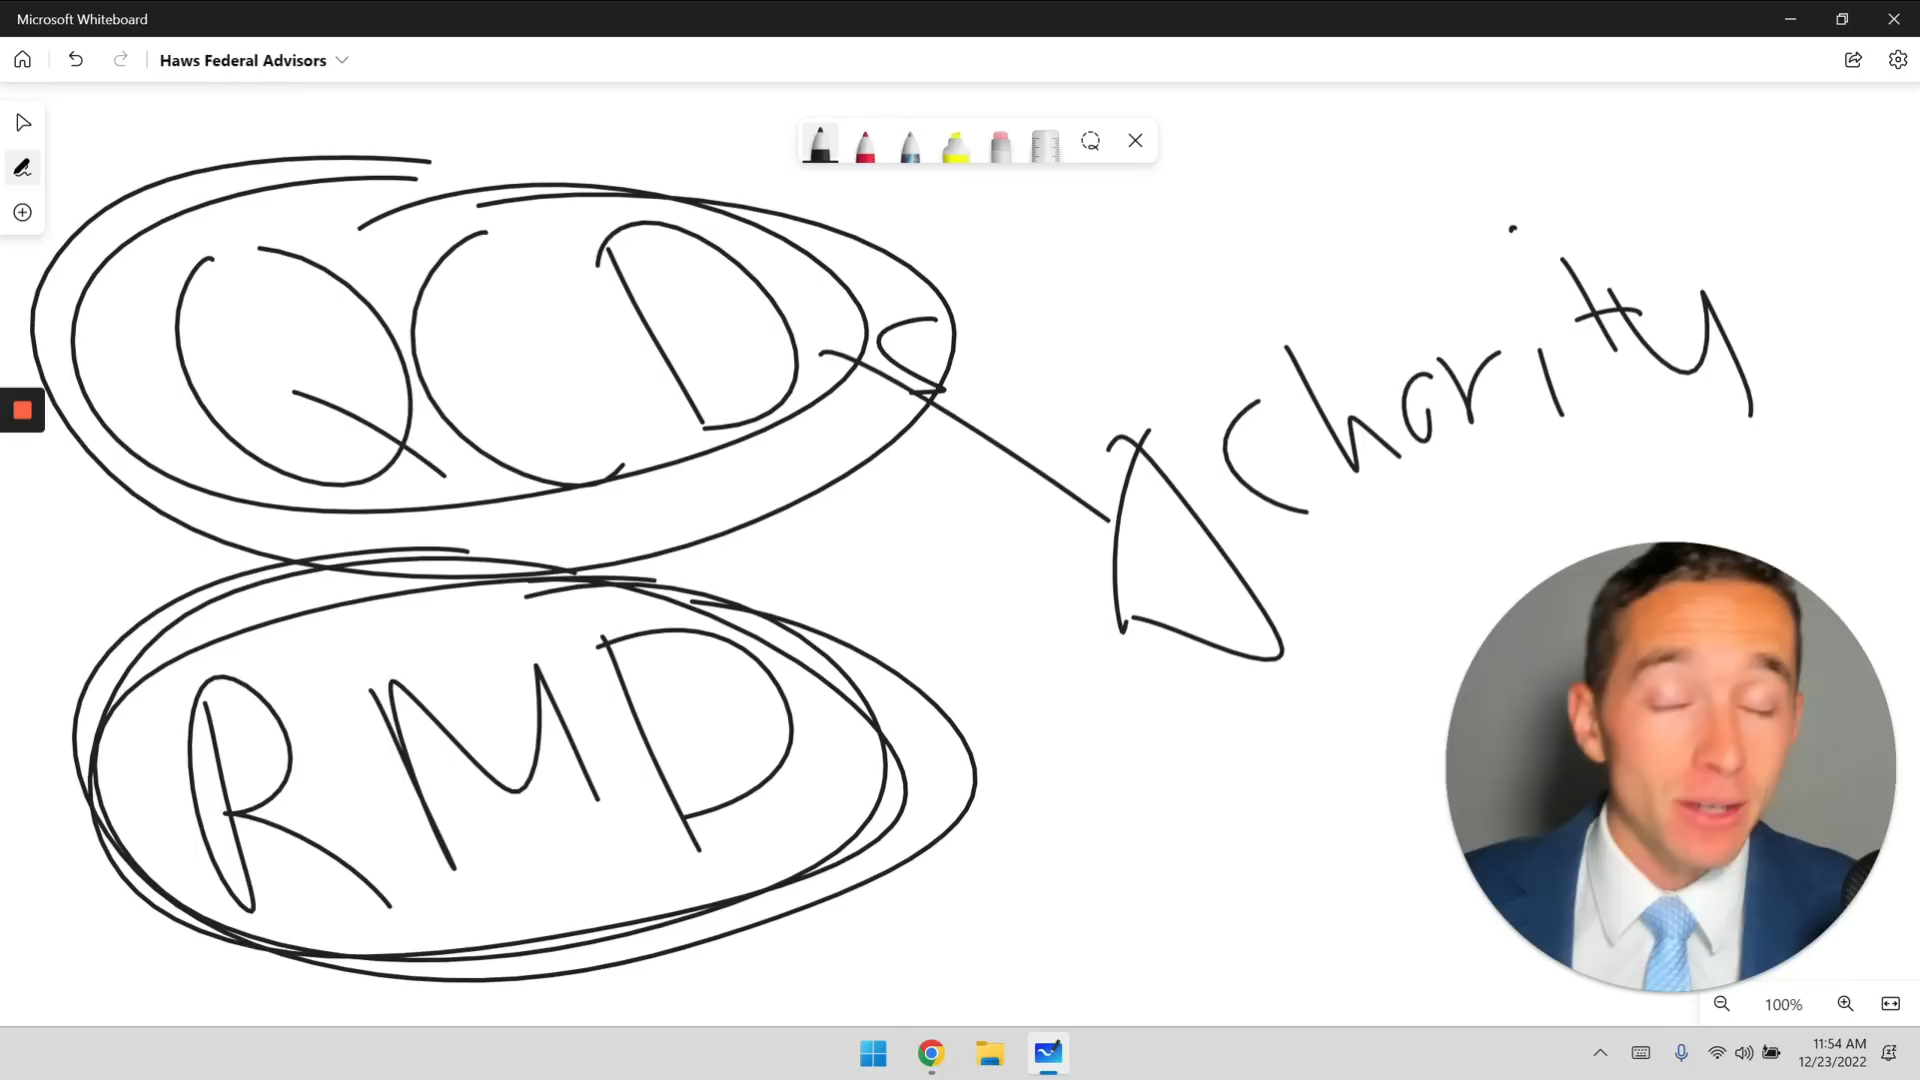 Microsoft Whiteboard
Haws Federal Advisors
QCD
charity
RMD
100%
11:54 AM
12/23/2022